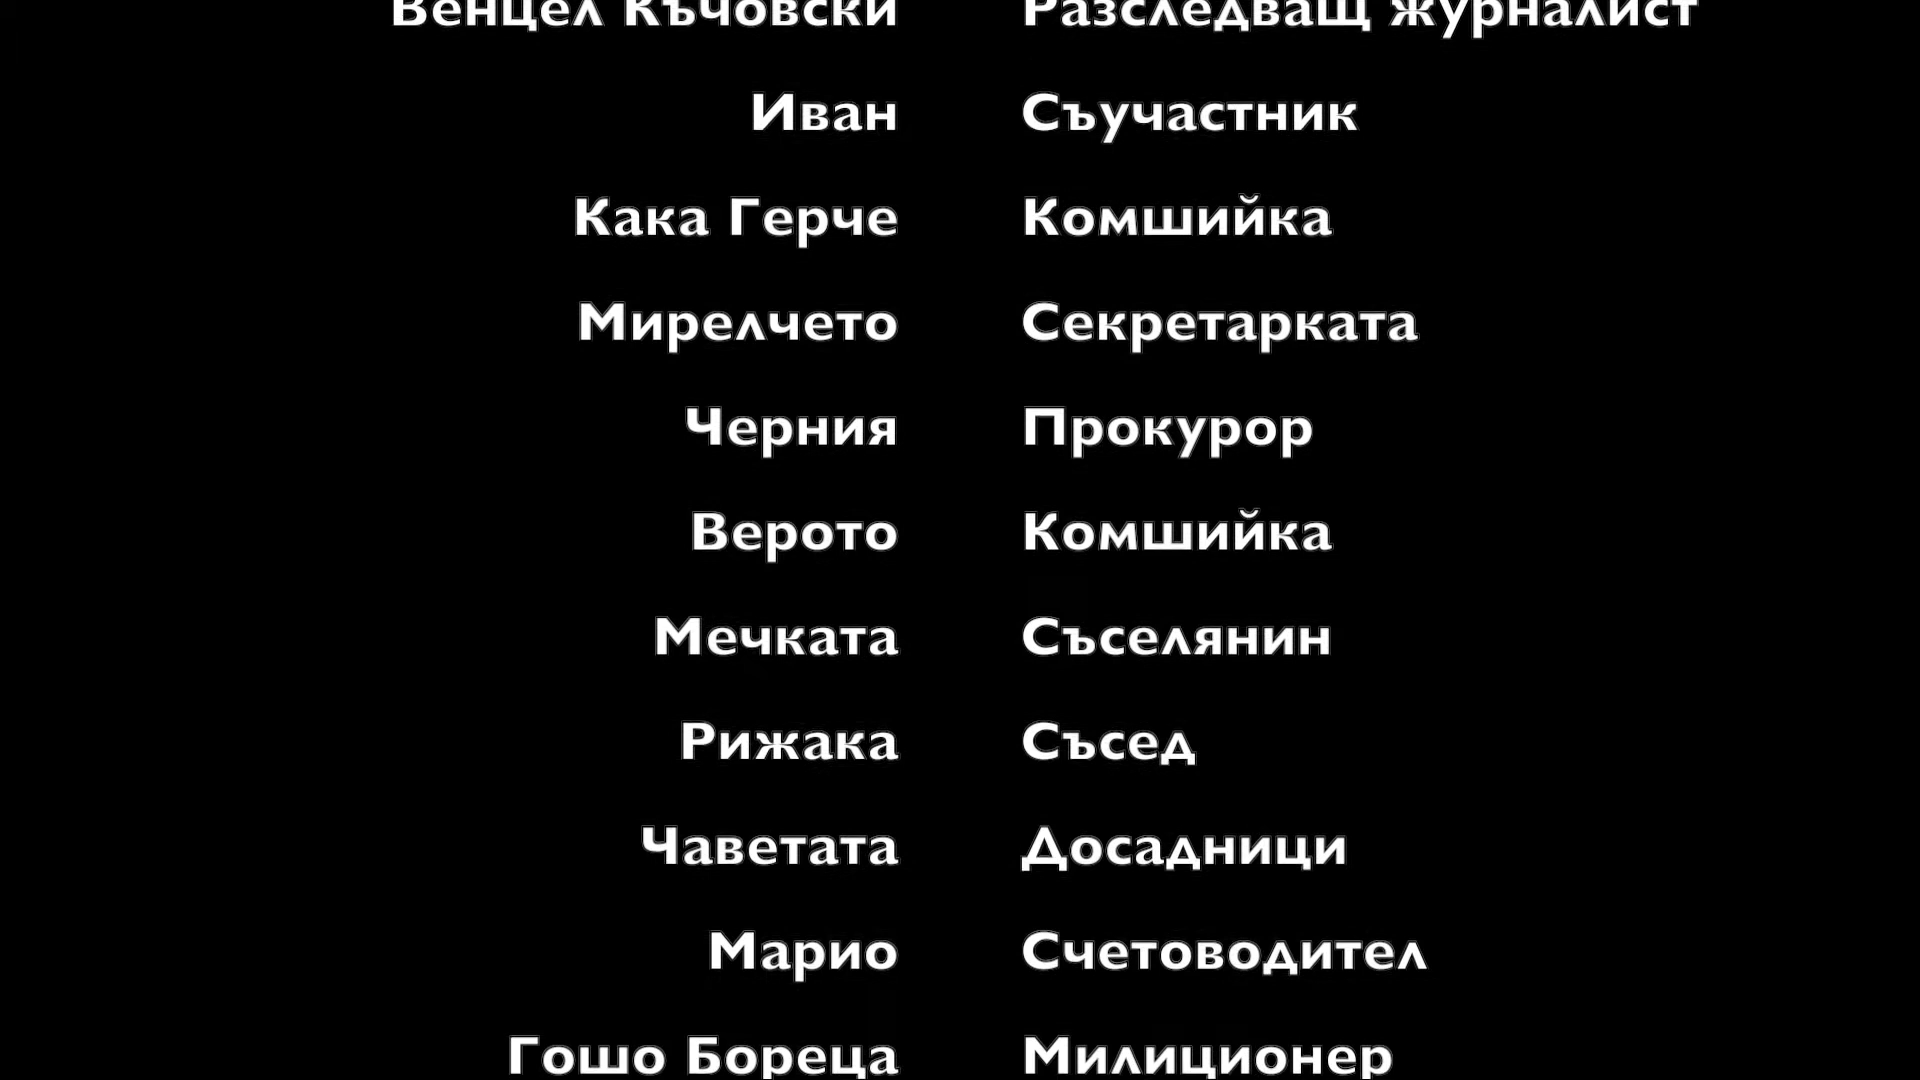 Венцел Къчовски Разследващ журналист
Иван Съучастник
Кака Герче Комшийка
Мирелчето Секретарката
Черния Прокурор
Верото Комшийка
Мечката Съселянин
Рижака Съсед
Чаветата Досадници
Марио Счетоводител
Гошо Бореца Милиционер